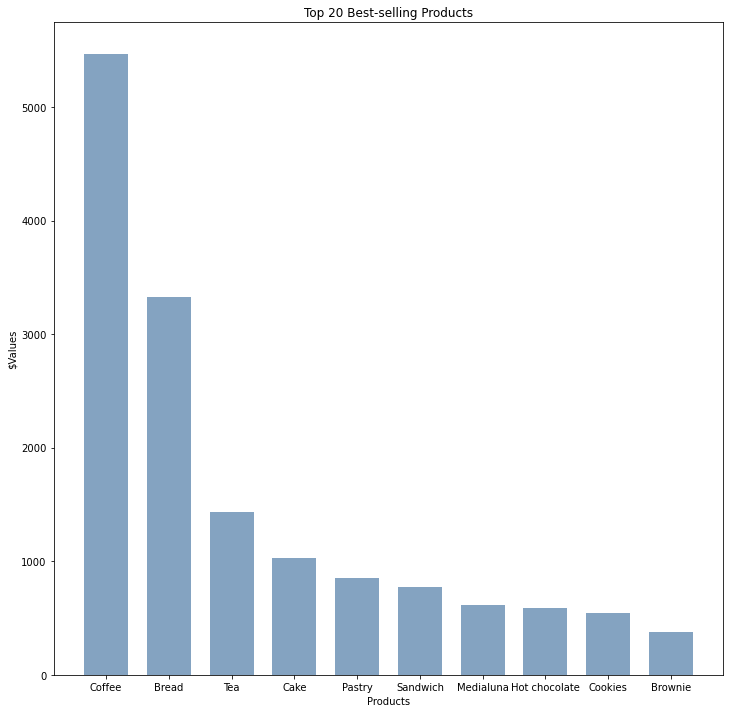 Top 20 Best-selling Products
$Values
5000
4000
3000
2000
1000
0
Coffee Bread Tea Cake Pastry Sandwich Medialuna Hot chocolate Cookies Brownie
Products